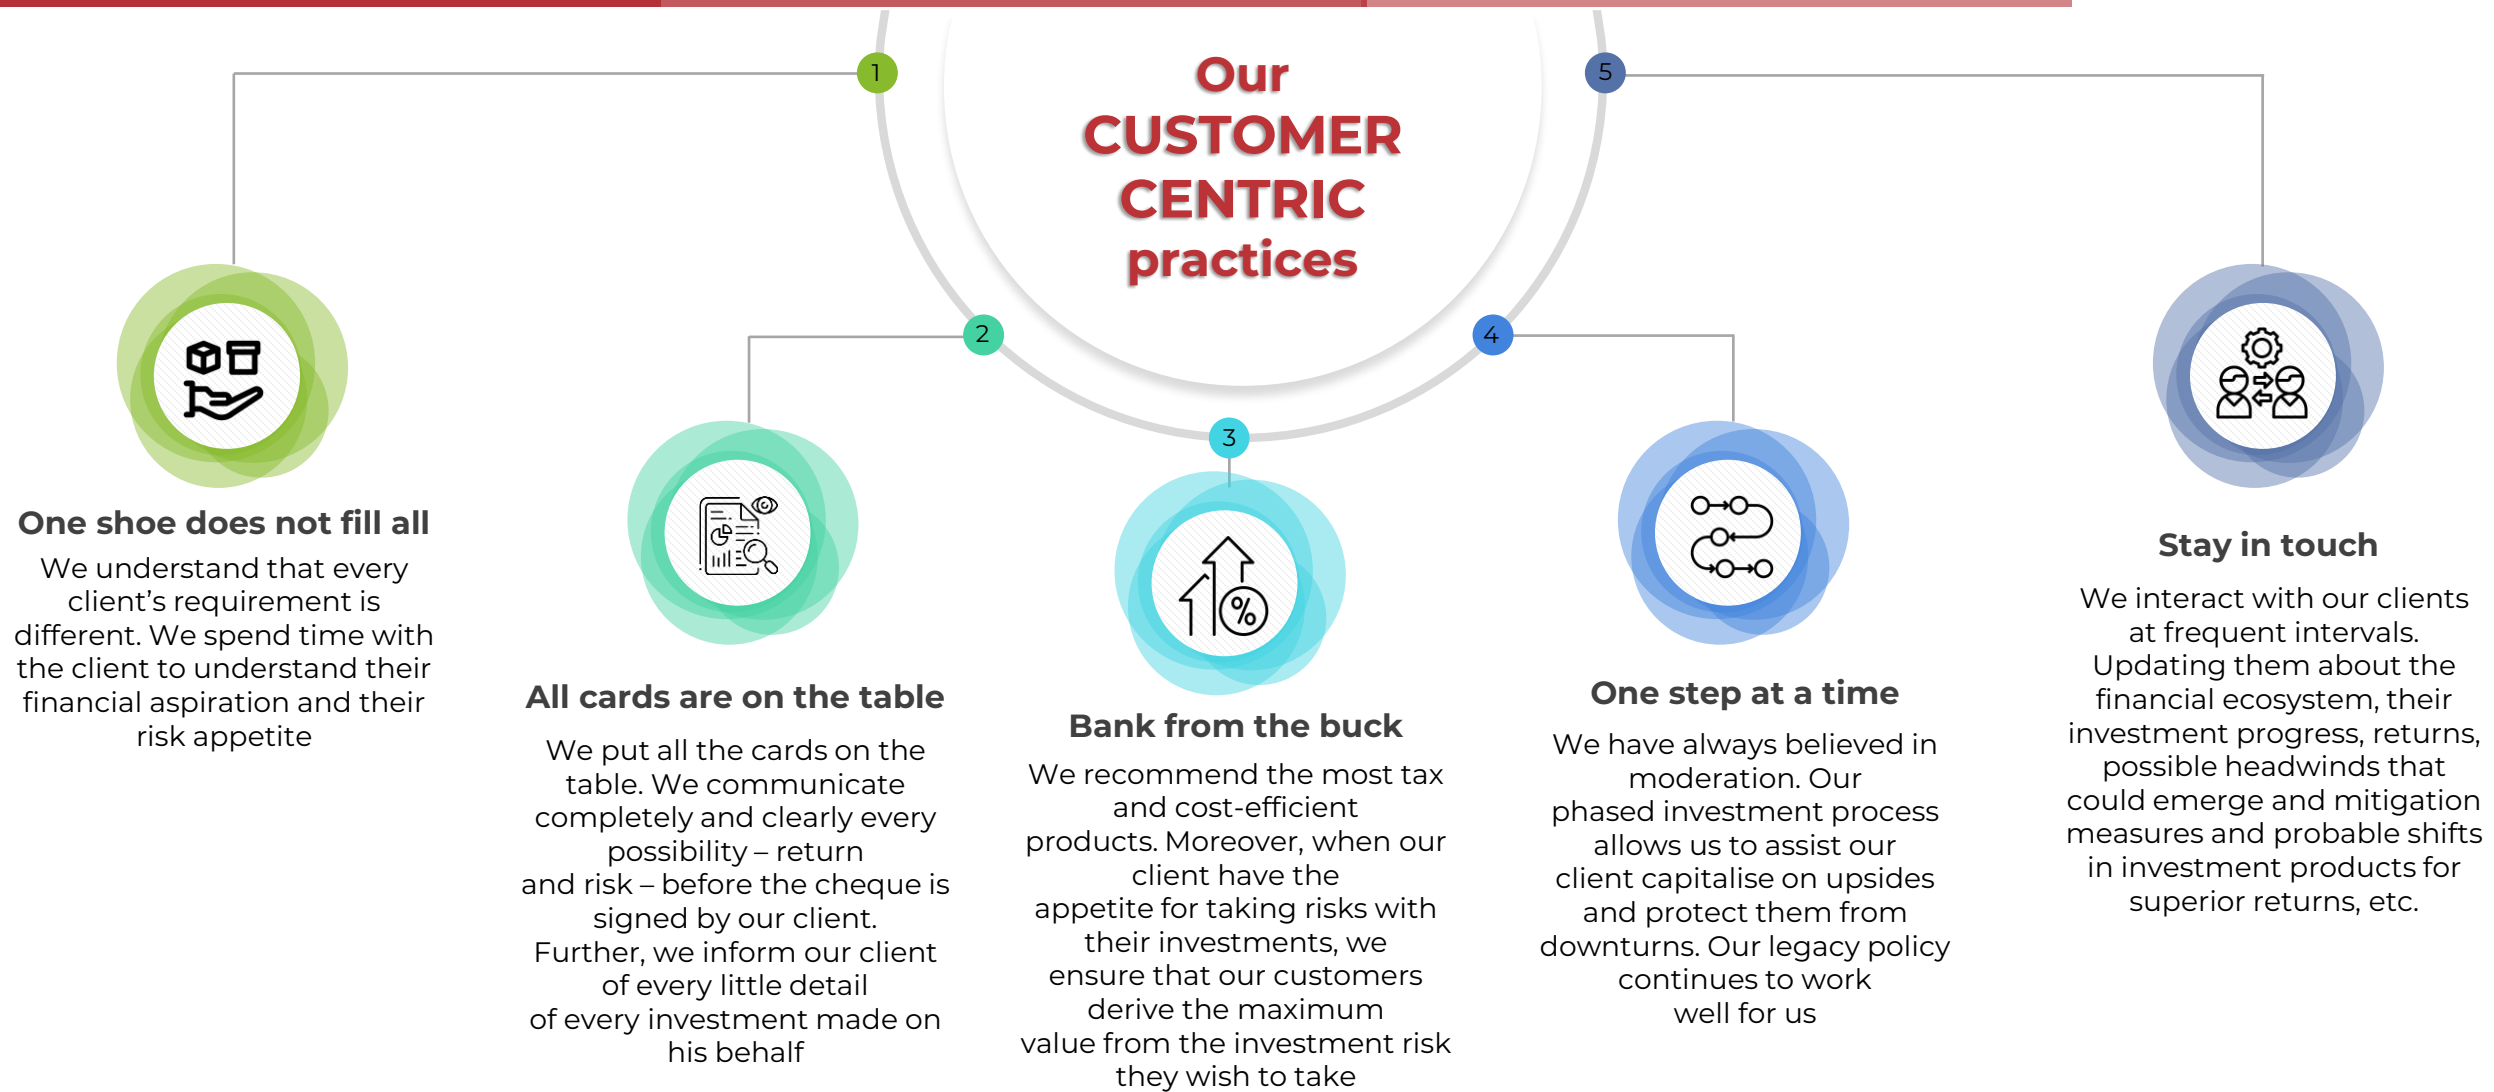 Our
CUSTOMER
CENTRIC
practices
1
One shoe does not fill all
We understand that every
client’s requirement is
different. We spend time with
the client to understand their
financial aspiration and their
risk appetite
2
All cards are on the table
We put all the cards on the
table. We communicate
completely and clearly every
possibility – return
and risk – before the cheque is
signed by our client.
Further, we inform our client
of every little detail
of every investment made on
his behalf
3
%
Bank from the buck
We recommend the most tax
and cost-efficient
products. Moreover, when our
client have the
appetite for taking risks with
their investments, we
ensure that our customers
derive the maximum
value from the investment risk
they wish to take
4
One step at a time
We have always believed in
moderation. Our
phased investment process
allows us to assist our
client capitalise on upsides
and protect them from
downturns. Our legacy policy
continues to work
well for us
5
Stay in touch
We interact with our clients
at frequent intervals.
Updating them about the
financial ecosystem, their
investment progress, returns,
possible headwinds that
could emerge and mitigation
measures and probable shifts
in investment products for
superior returns, etc.